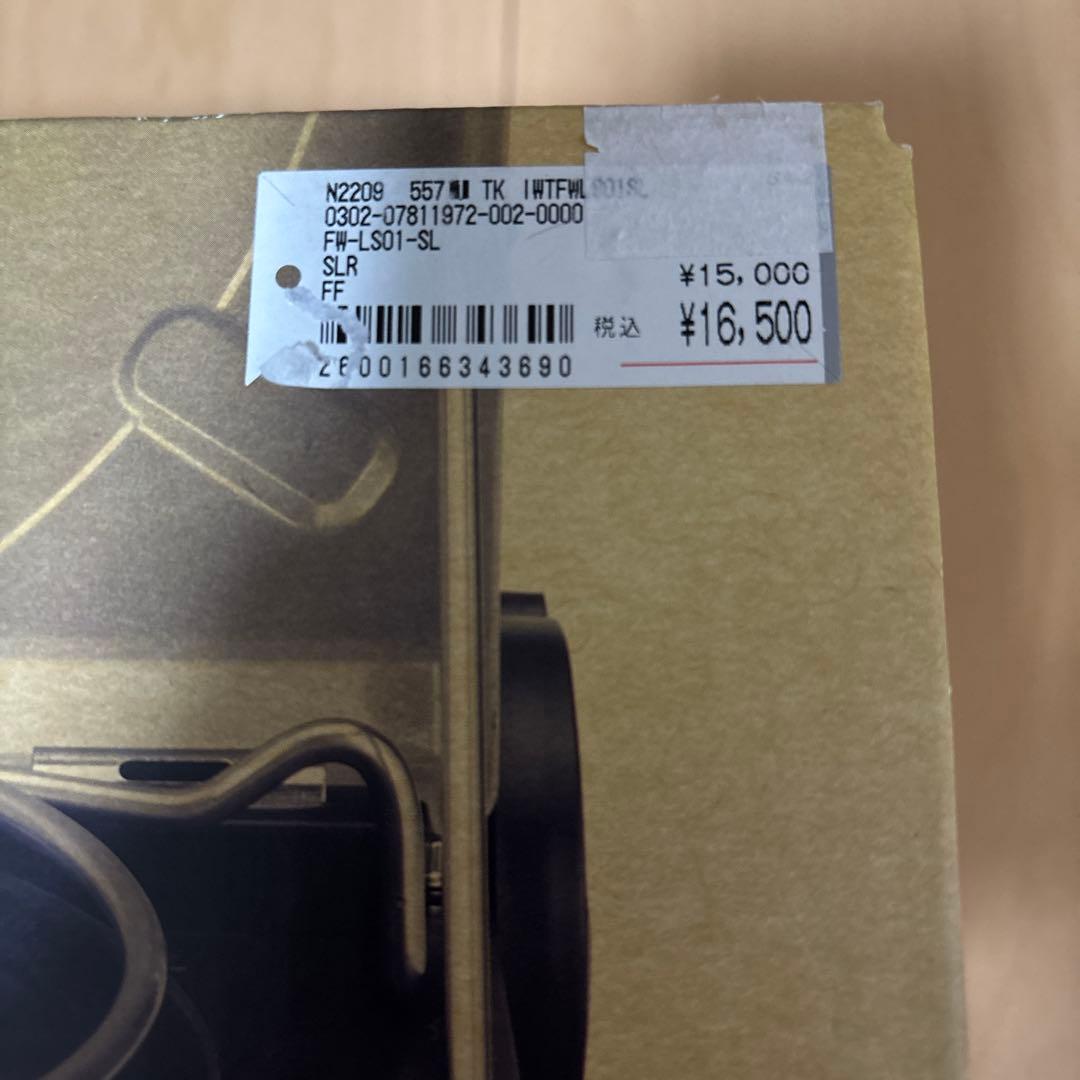 N2209 557 TK IWTFWLS01SL
0302-07811972-002-0000
FW-LS01-SL
SLR
¥15,000
FF
税込 ¥16,500
2600166343690